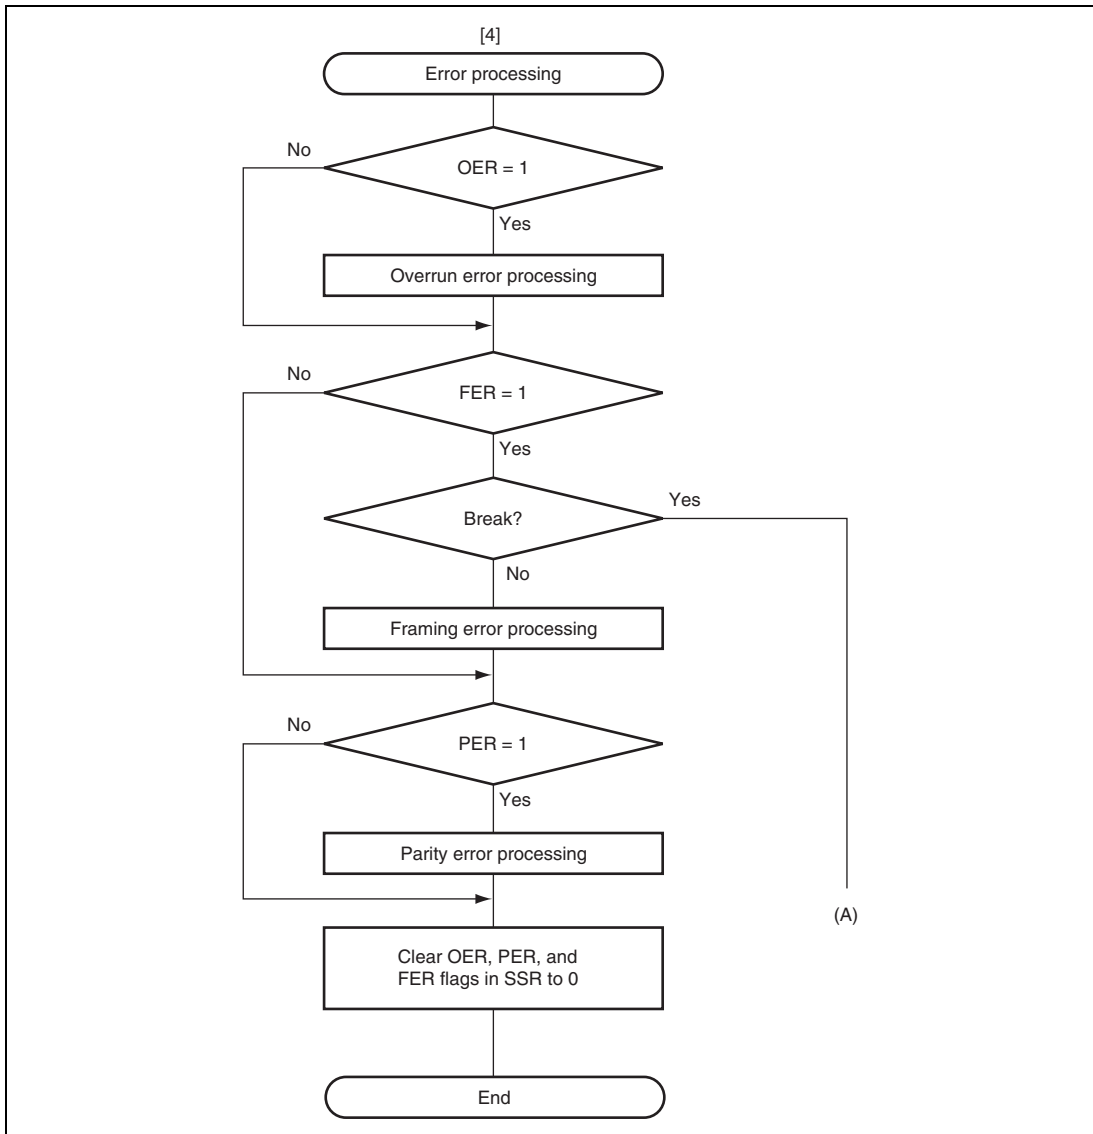 [4]
Error processing
No
OER = 1
Yes
Overrun error processing
No
FER = 1
Yes
Yes
Break?
No
Framing error processing
No
PER = 1
Yes
Parity error processing
(A)
Clear OER, PER, and
FER flags in SSR to 0
End